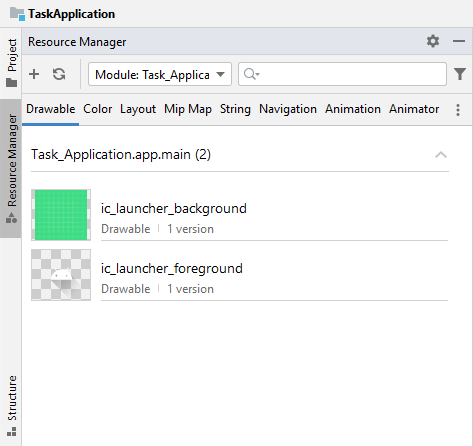 TaskApplication
Project
Resource Manager
Structure
Resource Manager
Module: Task_Applica
Drawable Color Layout Mip Map String Navigation Animation Animator
Task_Application.app.main (2)
ic_launcher_background
Drawable 1 version
ic_launcher_foreground
Drawable 1 version